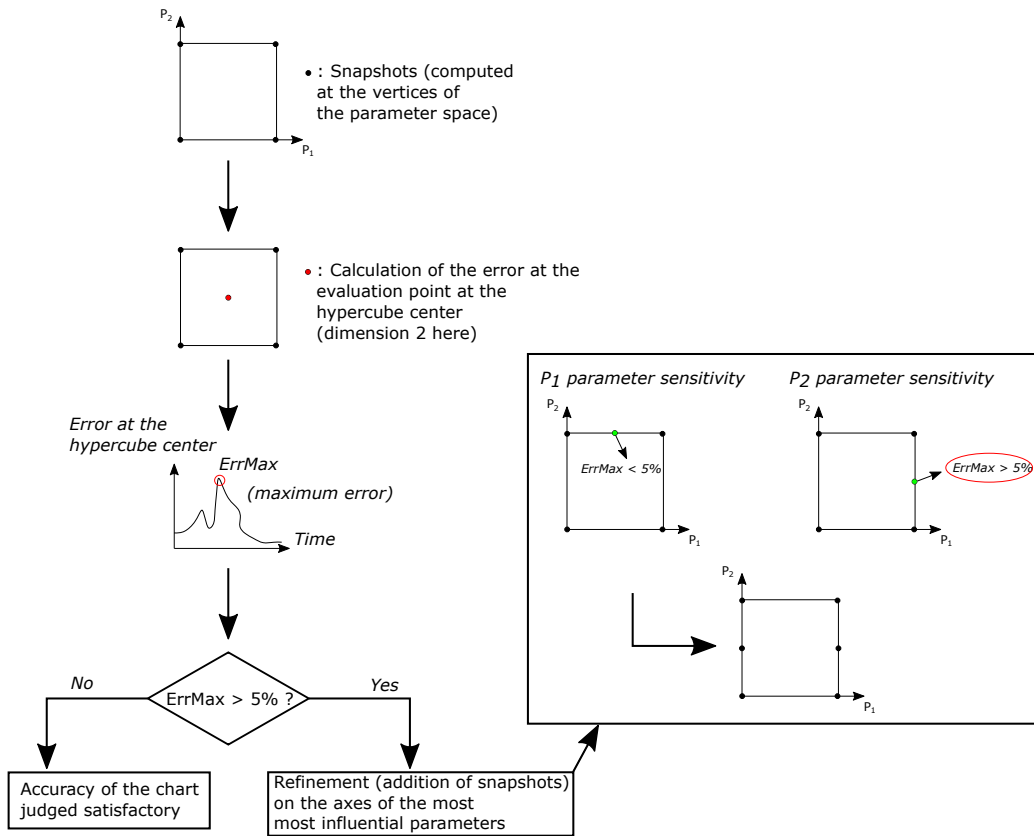 P2
• : Snapshots (computed
at the vertices of
the parameter space)
P1
• : Calculation of the error at the
evaluation point at the
hypercube center
(dimension 2 here)
Error at the
hypercube center
ErrMax
(maximum error)
Time
ErrMax > 5% ?
No
Yes
Accuracy of the chart
judged satisfactory
Refinement (addition of snapshots)
on the axes of the most
most influential parameters
P1 parameter sensitivity
P2
ErrMax < 5%
P1
P2 parameter sensitivity
P2
ErrMax > 5%
P1
P2
P1